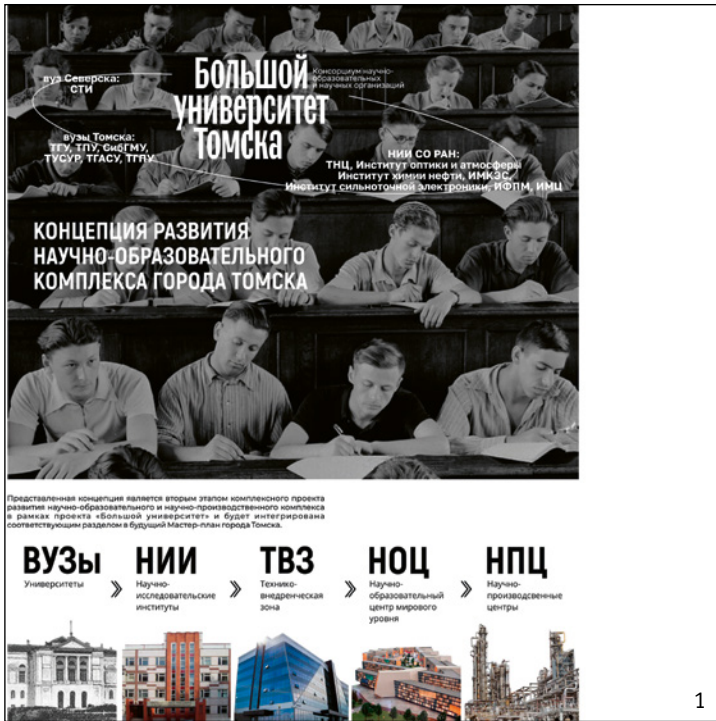 Большой
университет
Томска
Консорциум научно-
образовательных
и научных организаций
вуз Северска:
СТИ
вузы Томска:
ТГУ, ТПУ, СибГМУ,
ТУСУР, ТГАСУ, ТГПУ
НИИ СО РАН:
ТНЦ, Институт оптики и атмосферы
Институт химии нефти, ИМКЭС,
Институт сильноточной электроники, ИФПМ, ИМЦ
КОНЦЕПЦИЯ РАЗВИТИЯ
НАУЧНО-ОБРАЗОВАТЕЛЬНОГО
КОМПЛЕКСА ГОРОДА ТОМСКА
Представленная концепция является вторым этапом комплексного проекта
развития научно-образовательного и научно-производственного комплекса
в рамках проекта «Большой университет» и будет интегрирована
соответствующим разделом в будущий Мастер-план города Томска.
ВУЗы
Университеты
»
НИИ
Научно-
исследовательские
институты
»
ТВЗ
Технико-
внедренческая
зона
»
НОЦ
Научно-
образовательный
центр мирового
уровня
»
НПЦ
Научно-
производсвенные
центры
1